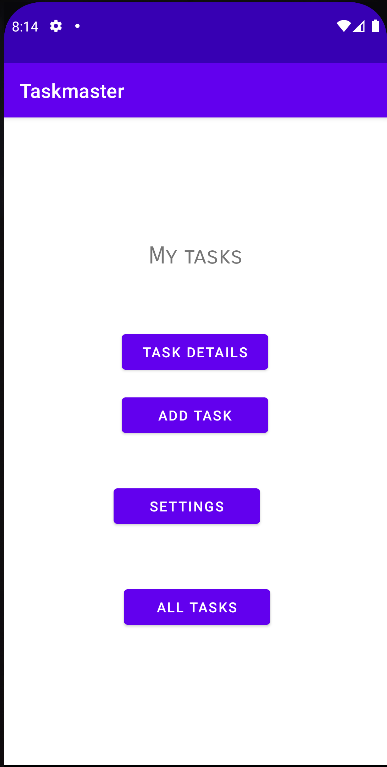 8:14
Taskmaster
My tasks
TASK DETAILS
ADD TASK
SETTINGS
ALL TASKS